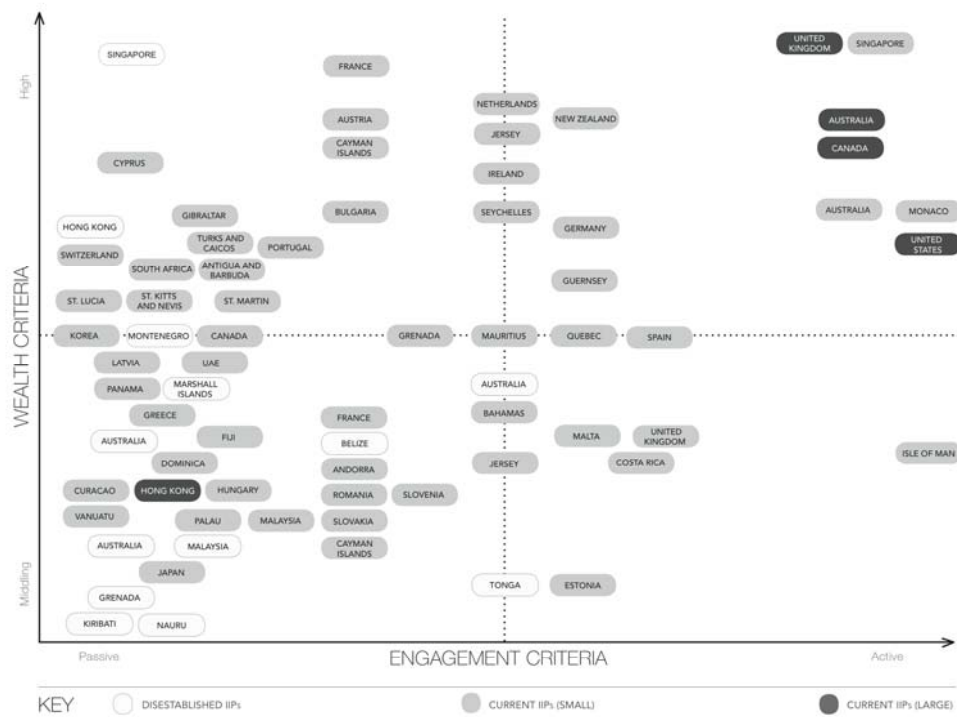 High
WEALTH CRITERIA
Middling
SINGAPORE
UNITED
KINGDOM
SINGAPORE
FRANCE
NETHERLANDS
NEW ZEALAND
AUSTRIA
AUSTRALIA
JERSEY
CAYMAN
ISLANDS
CANADA
CYPRUS
IRELAND
GIBRALTAR
BULGARIA
SEYCHELLES
AUSTRALIA
MONACO
HONG KONG
GERMANY
TURKS AND
CAICOS
PORTUGAL
UNITED
STATES
SWITZERLAND
SOUTH AFRICA
ANTIGUA AND
BARBUDA
GUERNSEY
ST. LUCIA
ST. KITTS
AND NEVIS
ST. MARTIN
KOREA
MONTENEGRO
CANADA
GRENADA
MAURITIUS
QUEBEC
SPAIN
LATVIA
UAE
PANAMA
MARSHALL
ISLANDS
AUSTRALIA
GREECE
FRANCE
BAHAMAS
AUSTRALIA
FIJI
BELIZE
MALTA
UNITED
KINGDOM
ISLE OF MAN
DOMINICA
ANDORRA
JERSEY
COSTA RICA
CURACAO
HONG KONG
HUNGARY
ROMANIA
SLOVENIA
VANUATU
PALAU
MALAYSIA
SLOVAKIA
AUSTRALIA
MALAYSIA
CAYMAN
ISLANDS
JAPAN
TONGA
ESTONIA
GRENADA
KIRIBATI
NAURU
Passive
ENGAGEMENT CRITERIA
Active
KEY
DISESTABLISHED IIPs
CURRENT IIPs (SMALL)
CURRENT IIPs (LARGE)